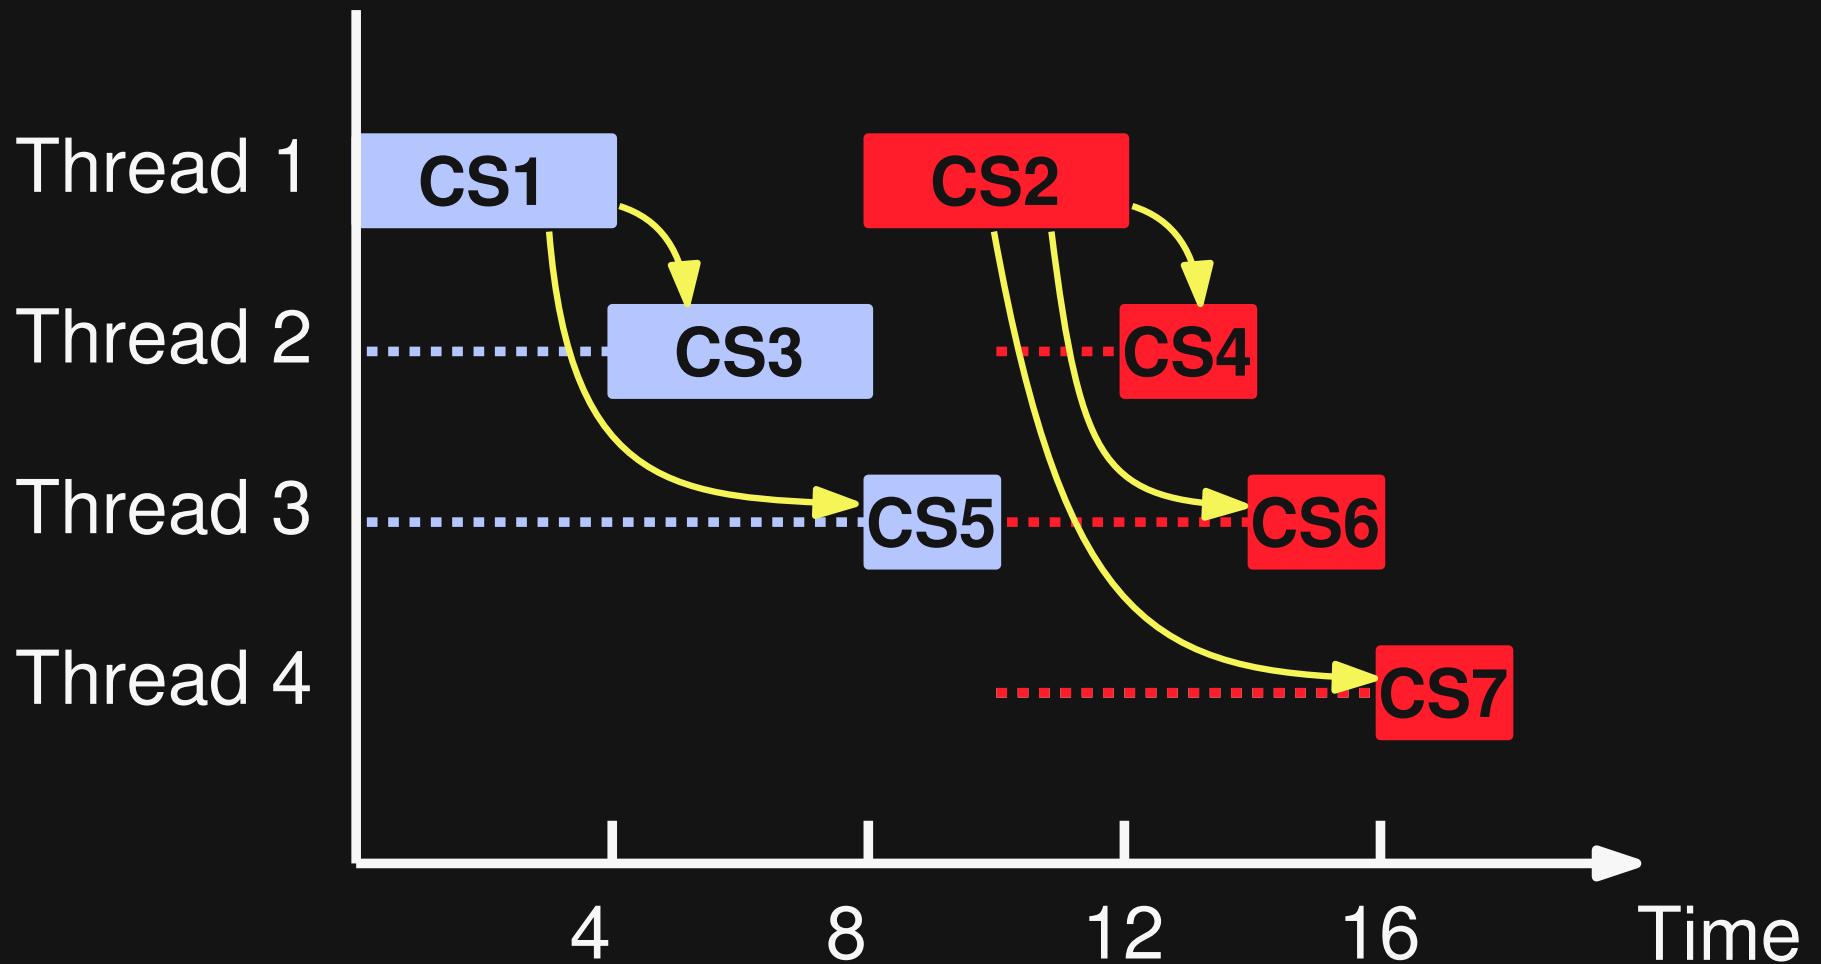 Thread 1
CS1
CS2
Thread 2
CS3
CS4
Thread 3
CS5
CS6
Thread 4
CS7
4
8
12
16
Time